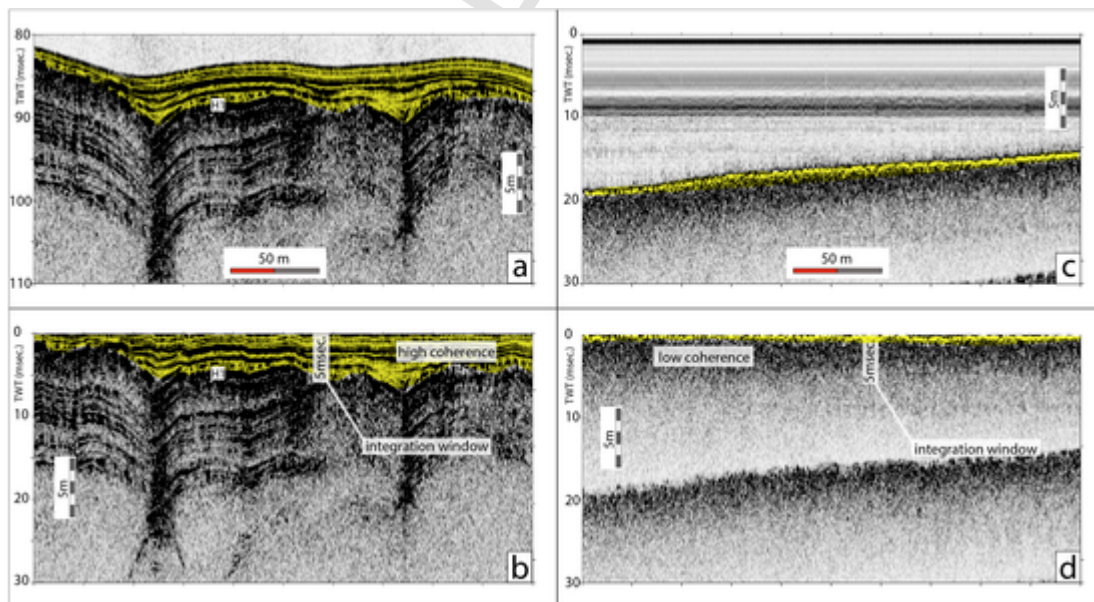 80
90
100
110
TWT (msec.)
H1
5m
50 m
a
0
10
20
30
TWT (msec.)
5m
50 m
c
0
10
20
30
TWT (msec.)
H1
5msec.
high coherence
integration window
5m
b
0
10
20
30
TWT (msec.)
low coherence
5msec.
integration window
5m
d